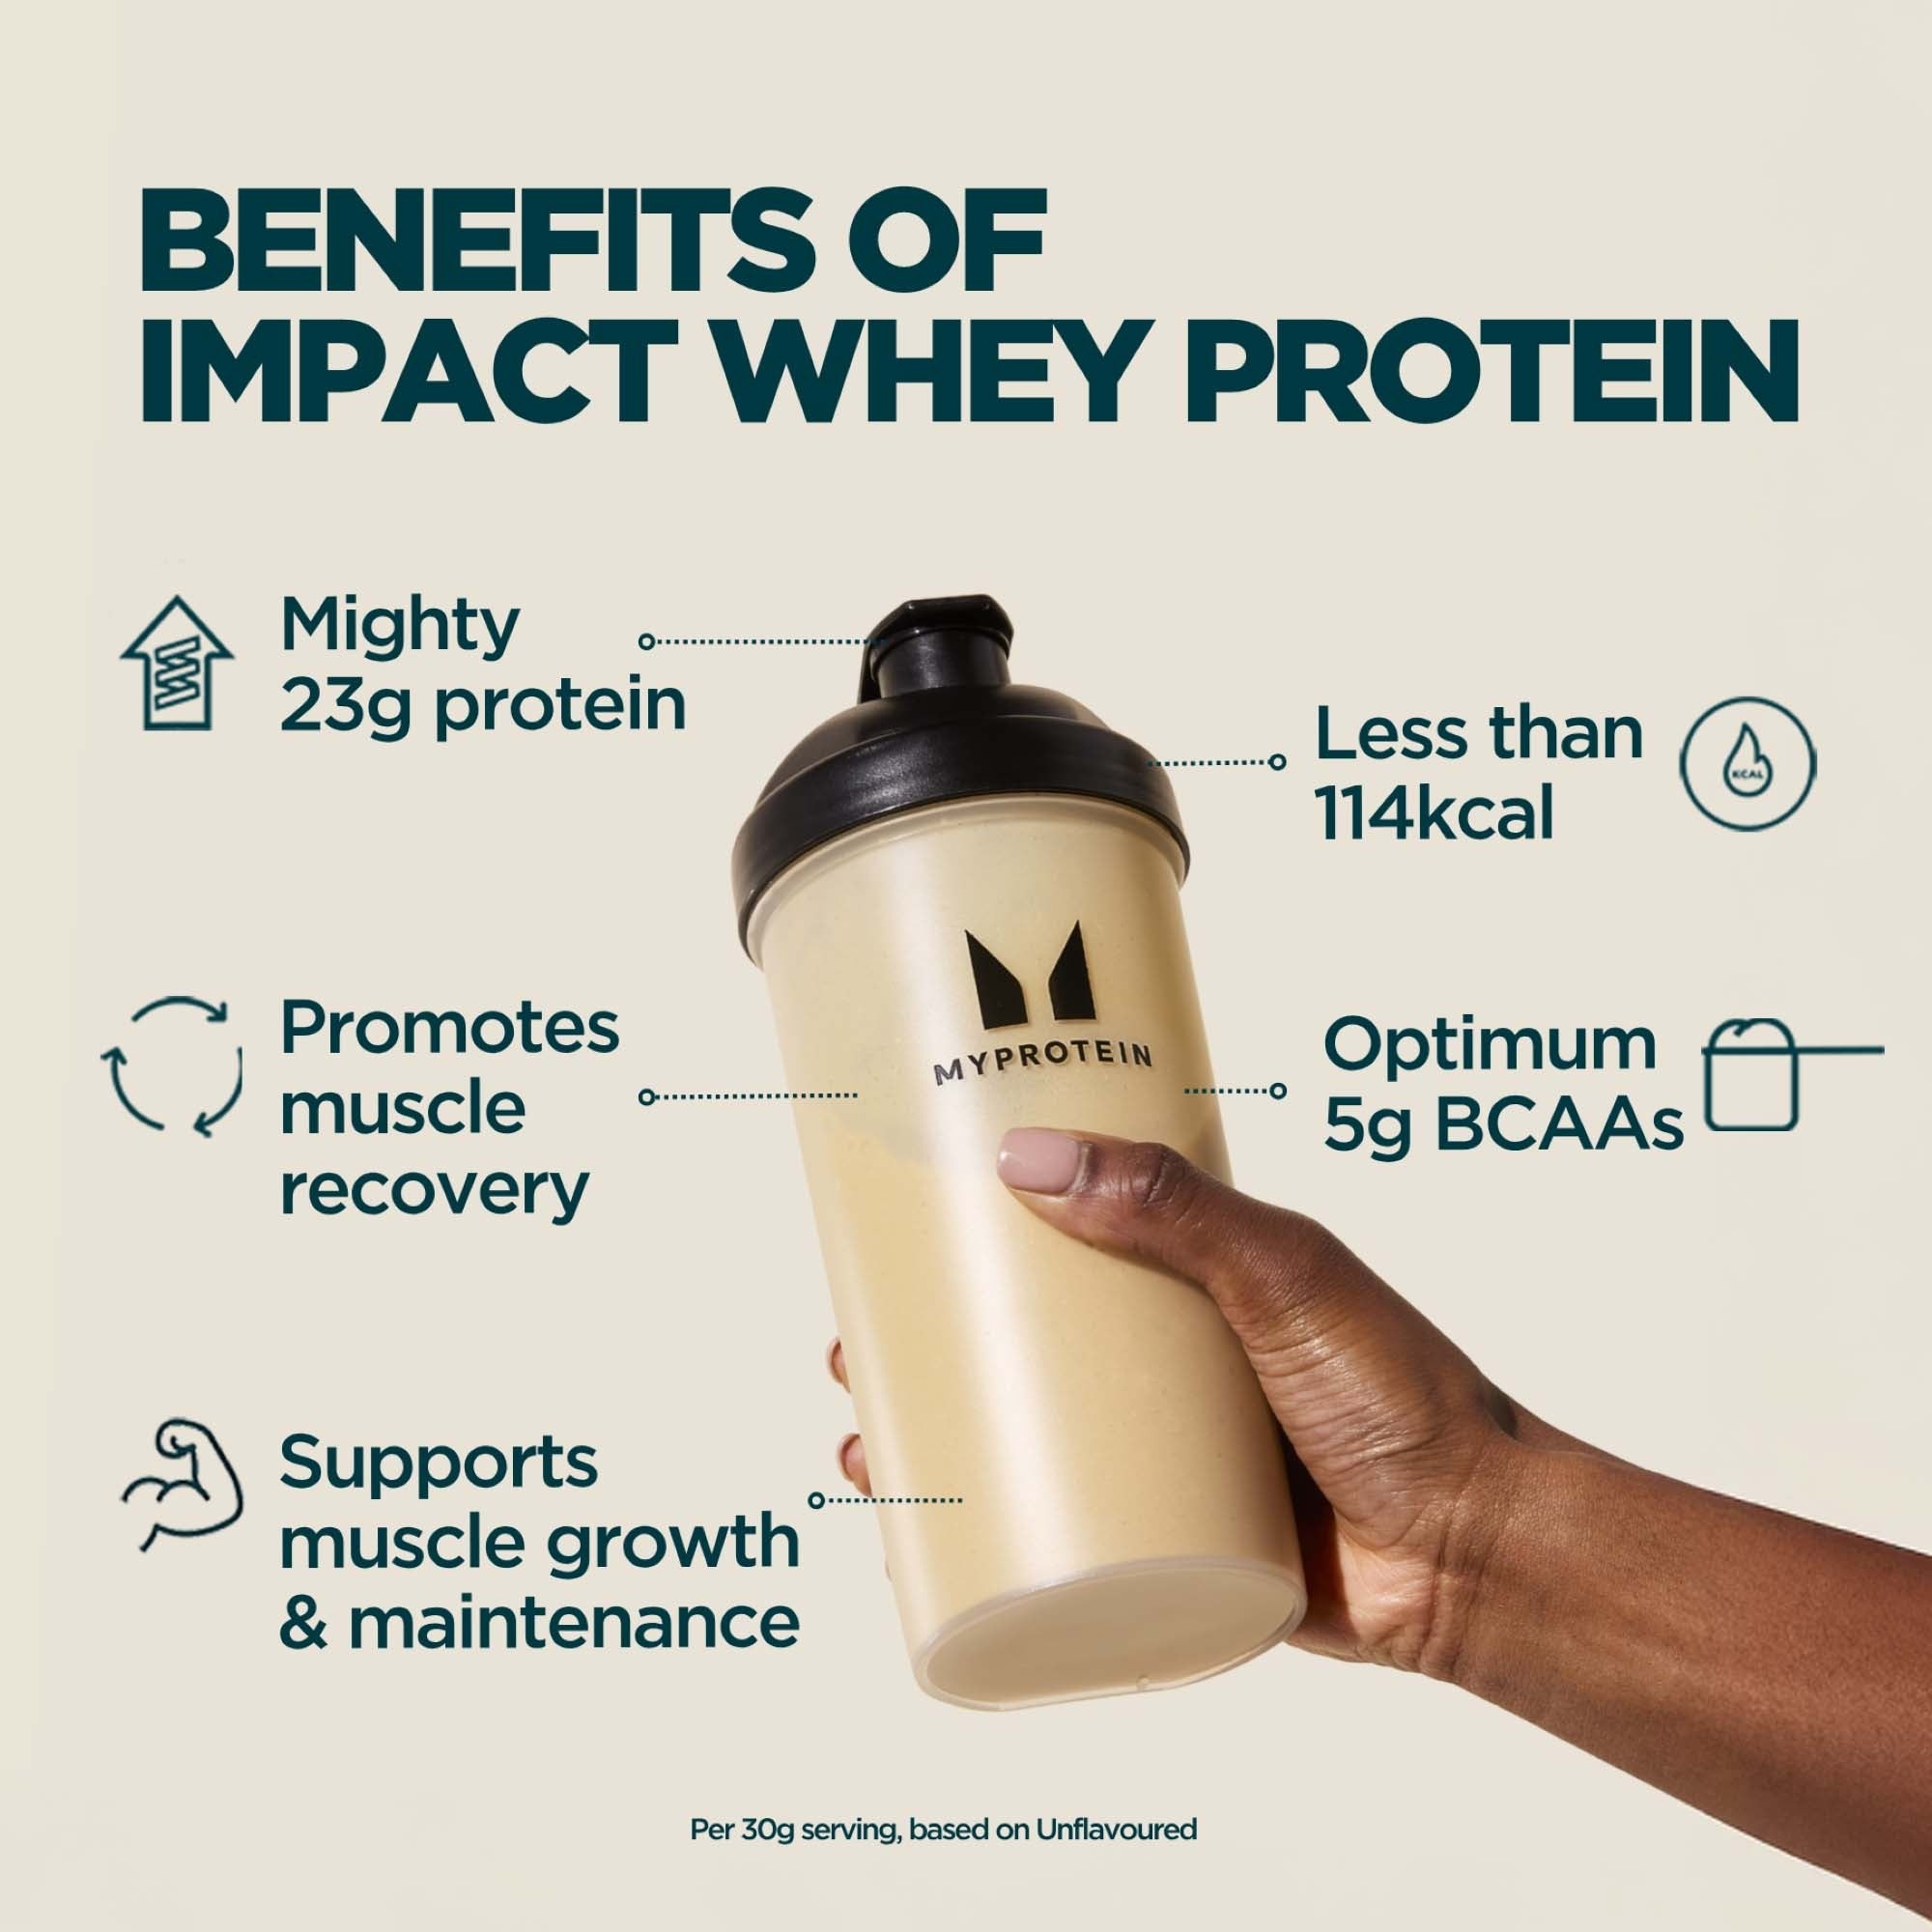 BENEFITS OF
IMPACT WHEY PROTEIN
Mighty
23g protein
Less than
114kcal
KCAL
Promotes
muscle
recovery
Optimum
5g BCAAs
MYPROTEIN
Supports
muscle growth
& maintenance
Per 30g serving, based on Unflavoured